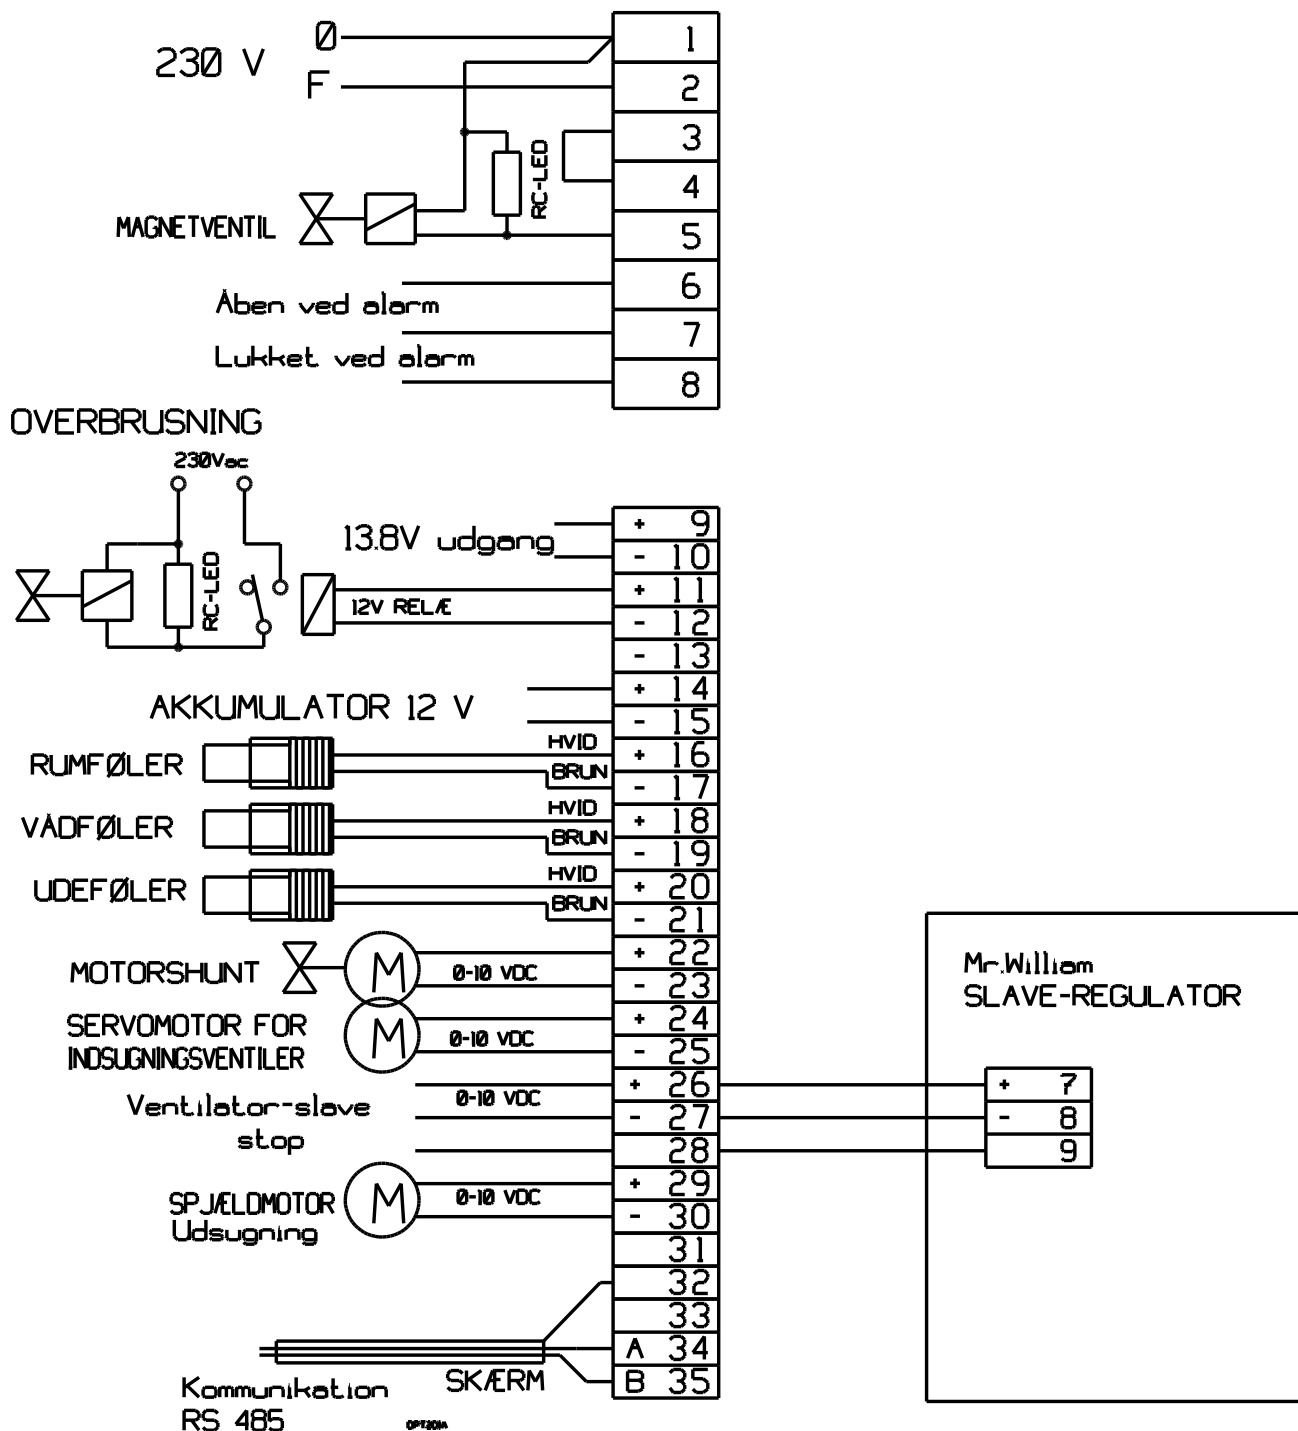 230 V
0
F
1
2
3
4
5
6
7
8
RC-LED
MAGNETVENTIL
Åben ved alarm
Lukket ved alarm
OVERBRUSNING
230Vac
RC-LED
13.8V udgang
12V RELÆ
+ 9
- 10
+ 11
- 12
- 13
AKKUMULATOR 12 V
+ 14
- 15
RUMFØLER
HVID
+ 16
BRUN
- 17
VÅDFØLER
HVID
+ 18
BRUN
- 19
UDEFØLER
HVID
+ 20
BRUN
- 21
MOTORSHUNT
M
0-10 VDC
+ 22
- 23
SERVOMOTOR FOR
INDSUGNINGSVENTILER
M
0-10 VDC
+ 24
- 25
Ventilator-slave
stop
0-10 VDC
+ 26
- 27
28
SPJÆLDMOTOR
Udsugning
M
0-10 VDC
+ 29
- 30
31
32
33
A 34
B 35
SKÆRM
Kommunikation
RS 485
Mr.William
SLAVE-REGULATOR
+ 7
- 8
9